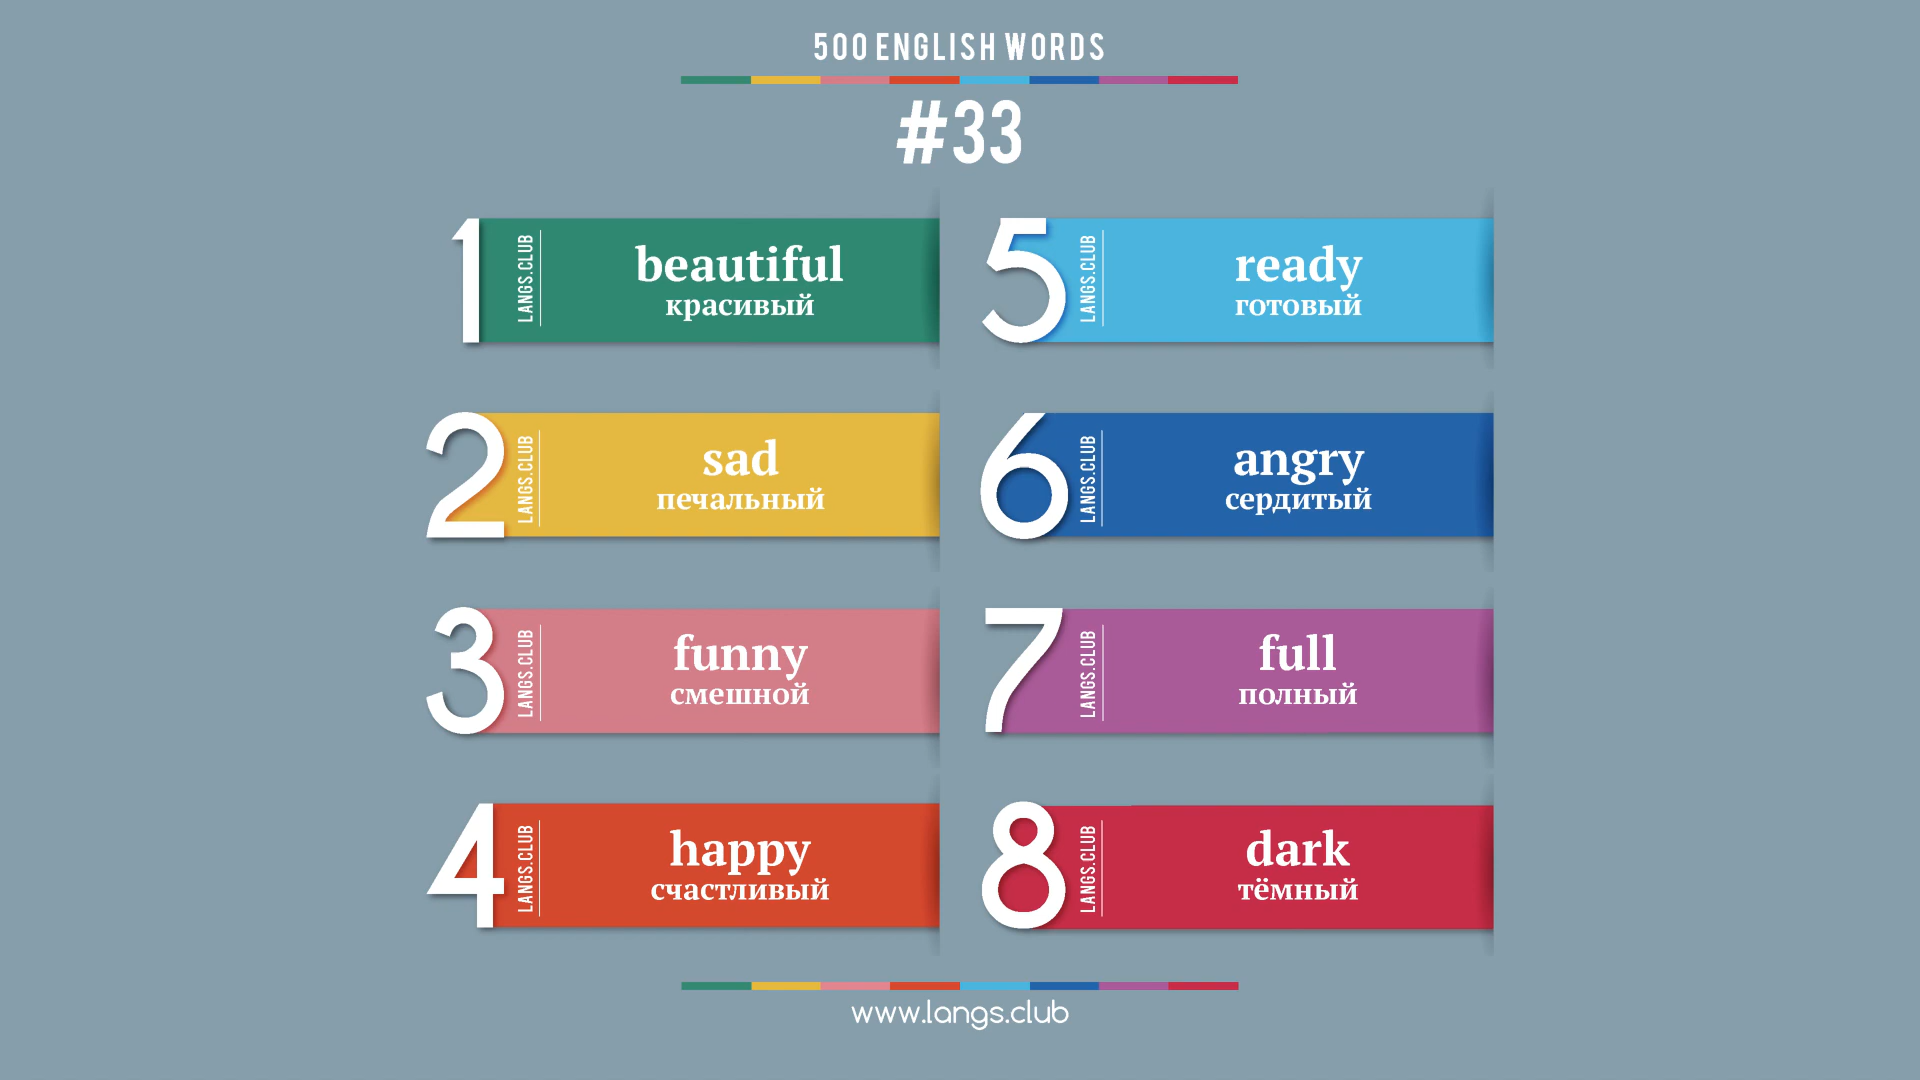 500 ENGLISH WORDS
#33
1
LANGS.CLUB
beautiful
красивый
2
LANGS.CLUB
sad
печальный
3
LANGS.CLUB
funny
смешной
4
LANGS.CLUB
happy
счастливый
5
LANGS.CLUB
ready
готовый
6
LANGS.CLUB
angry
сердитый
7
LANGS.CLUB
full
полный
8
LANGS.CLUB
dark
тёмный
www.langs.club